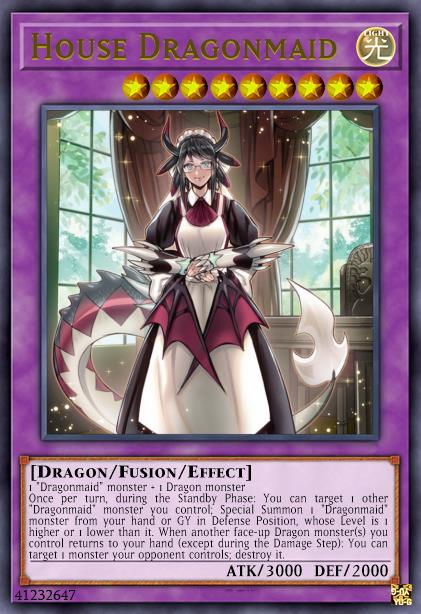 HOUSE DRAGONMAID
LIGHT
光
[DRAGON/FUSION/EFFECT]
1 "Dragonmaid" monster + 1 Dragon monster
Once per turn, during the Standby Phase: You can target 1 other
"Dragonmaid" monster you control; Special Summon 1 "Dragonmaid"
monster from your hand or GY in Defense Position, whose Level is 1
higher or 1 lower than it. When another face-up Dragon monster(s) you
control returns to your hand (except during the Damage Step): You can
target 1 monster your opponent controls; destroy it.
ATK/3000 DEF/2000
41232647